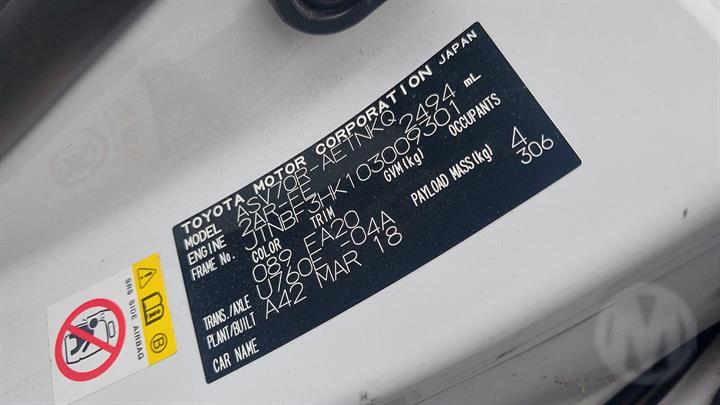 TOYOTA MOTOR CORPORATION JAPAN
MODEL ASV70R-AETNKQ
ENGINE 2AR-FE 2494 mL
FRAME No. JTNBF3HK103009301
COLOR TRIM GVM(kg) OCCUPANTS
089 FA20 4
TRANS./AXLE U760E -04A PAYLOAD MASS(kg)
PLANT/BUILT A42 MAR 18 306
CAR NAME
SRS SIDE AIRBAG
M